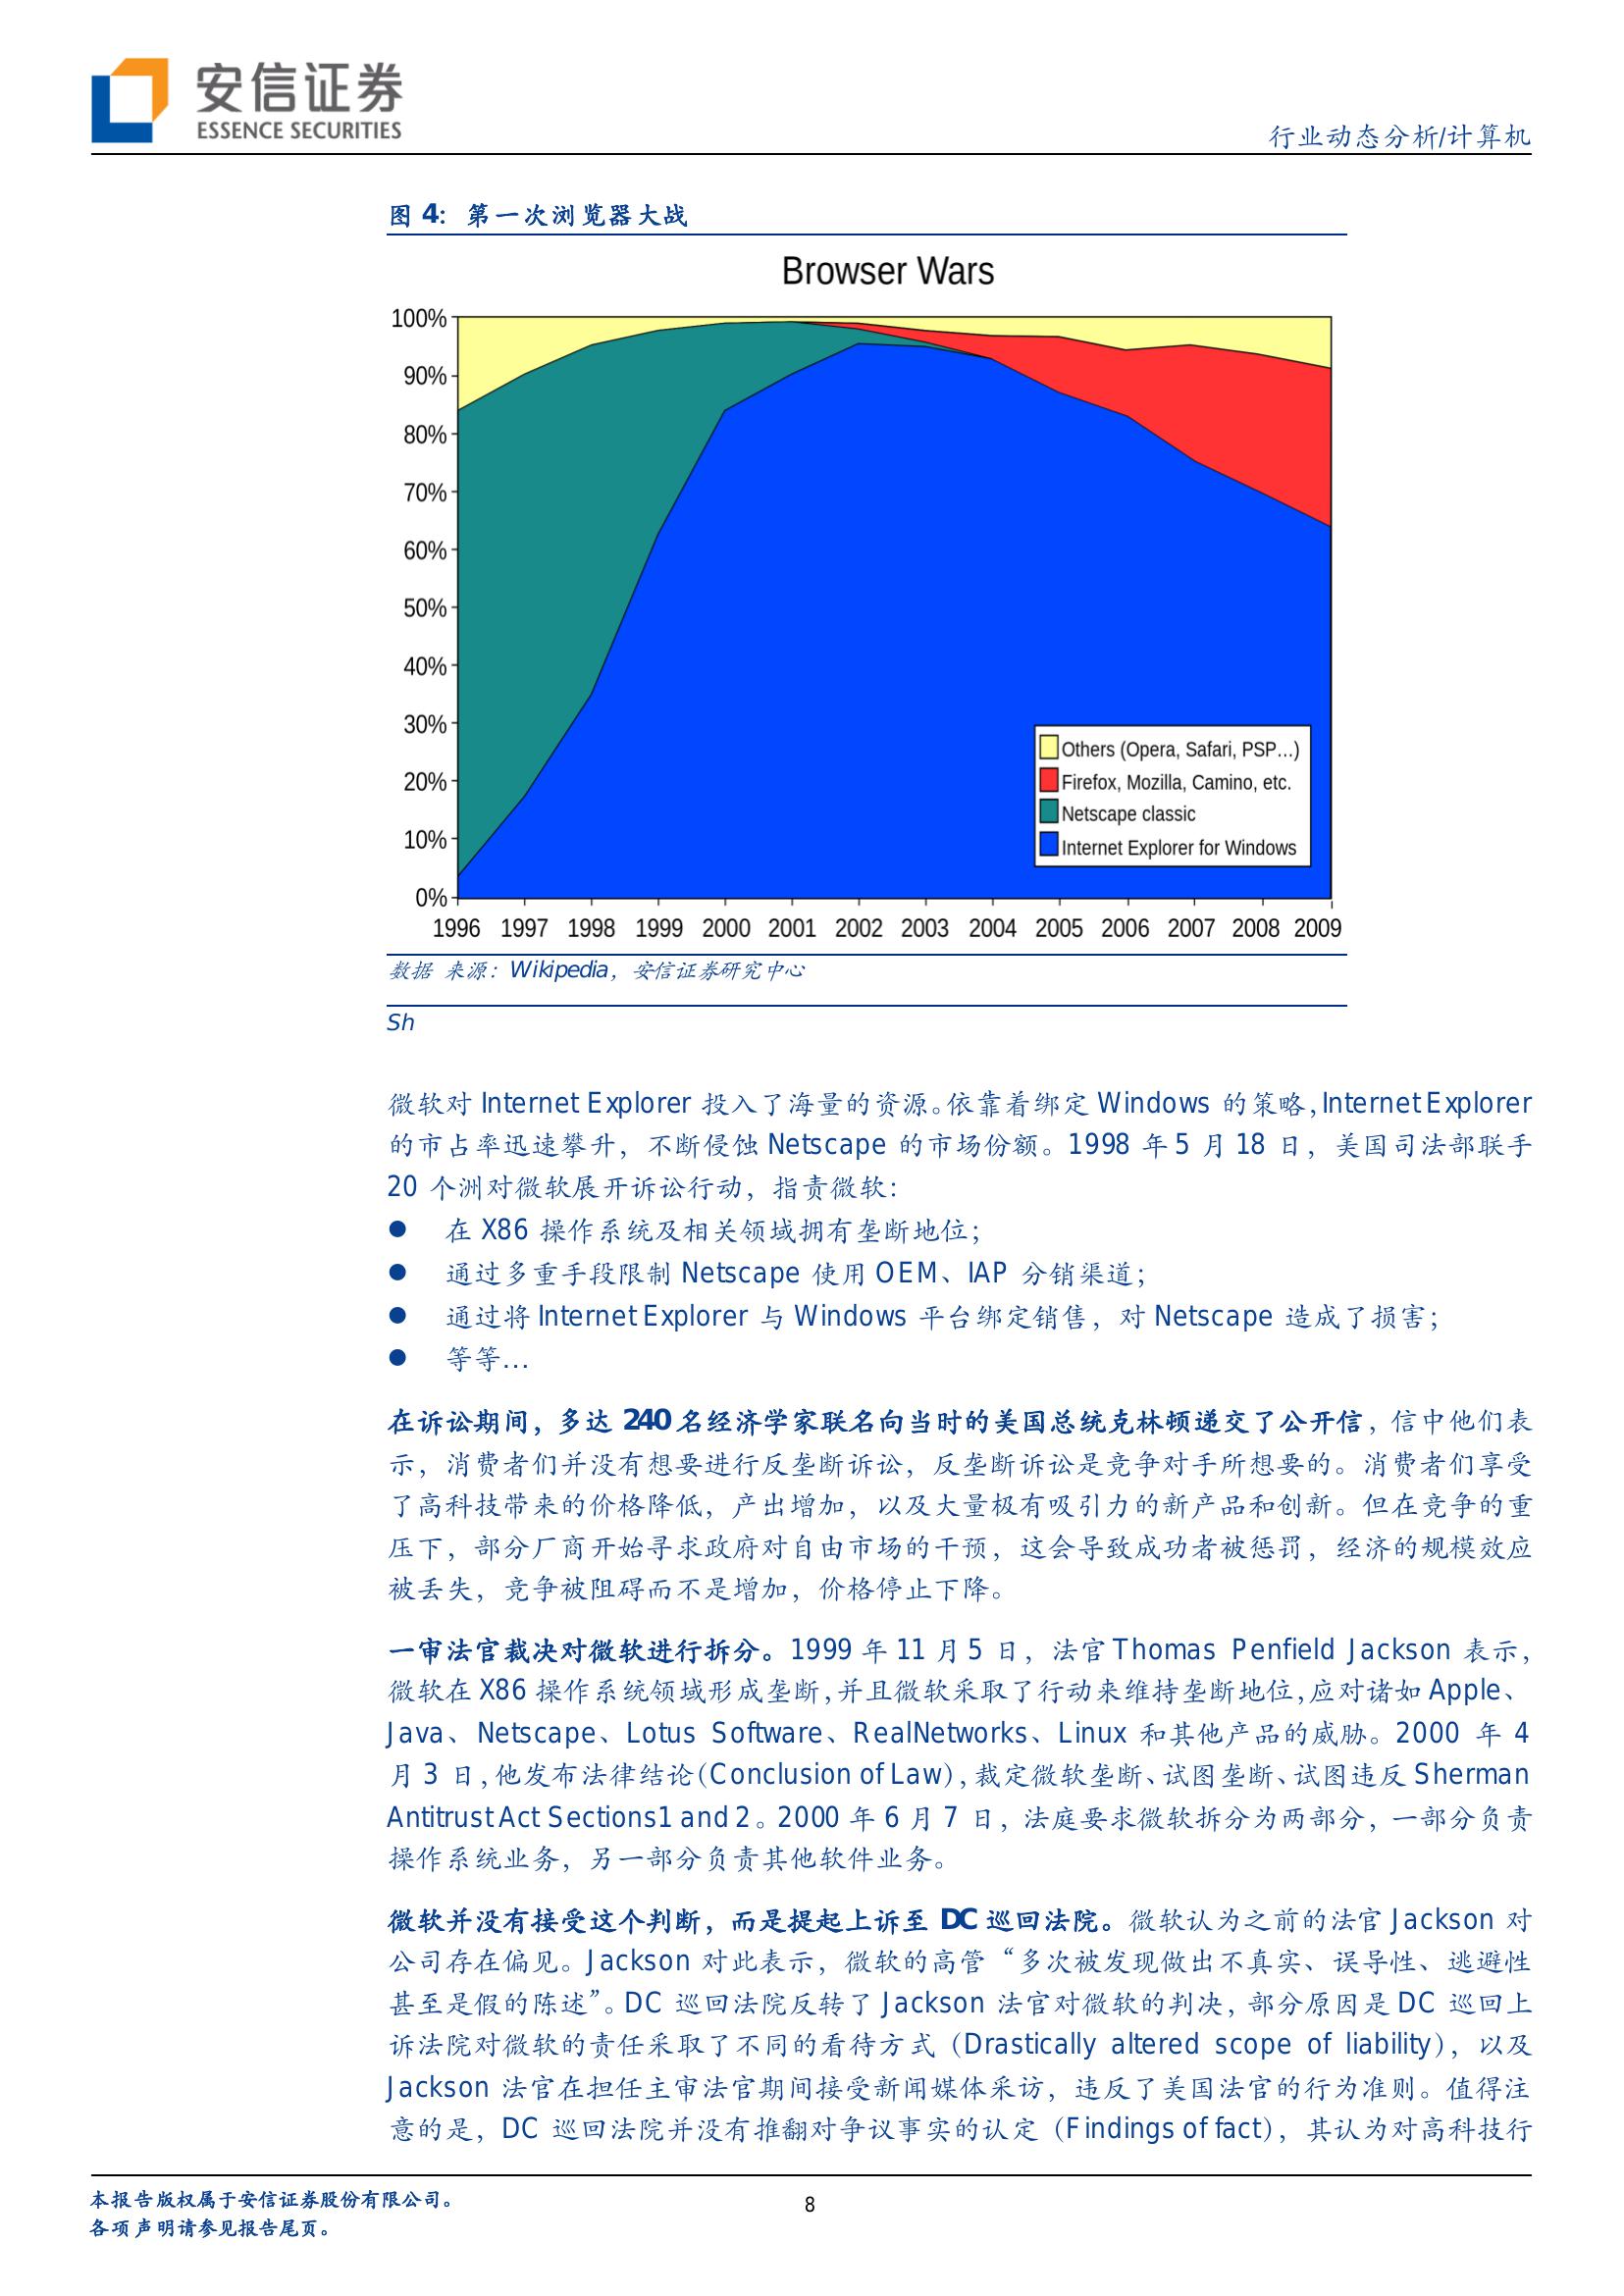 安信证券
ESSENCE SECURITIES
行业动态分析/计算机
图 4: 第一次浏览器大战
Browser Wars
100%
90%
80%
70%
60%
50%
40%
30%
20%
10%
0%
Others (Opera, Safari, PSP…)
Firefox, Mozilla, Camino, etc.
Netscape classic
Internet Explorer for Windows
1996 1997 1998 1999 2000 2001 2002 2003 2004 2005 2006 2007 2008 2009
数据 来源: Wikipedia, 安信证券研究中心
Sh
微软对 Internet Explorer 投入了海量的资源。依靠着绑定 Windows 的策略,Internet Explorer
的市占率迅速攀升, 不断侵蚀 Netscape 的市场份额。1998 年 5 月 18 日, 美国司法部联手
20 个洲对微软展开诉讼行动, 指责微软:
● 在 X86 操作系统及相关领域拥有垄断地位;
● 通过多重手段限制 Netscape 使用 OEM、IAP 分销渠道;
● 通过将 Internet Explorer 与 Windows 平台绑定销售, 对 Netscape 造成了损害;
● 等等…
在诉讼期间, 多达 240 名经济学家联名向当时的美国总统克林顿递交了公开信, 信中他们表
示, 消费者们并没有想要进行反垄断诉讼, 反垄断诉讼是竞争对手所想要的。消费者们享受
了高科技带来的价格降低, 产出增加, 以及大量极有吸引力的新产品和创新。但在竞争的重
压下, 部分厂商开始寻求政府对自由市场的干预, 这会导致成功者被惩罚, 经济的规模效应
被丢失, 竞争被阻碍而不是增加, 价格停止下降。
一审法官裁决对微软进行拆分。1999 年 11 月 5 日, 法官 Thomas Penfield Jackson 表示,
微软在 X86 操作系统领域形成垄断,并且微软采取了行动来维持垄断地位,应对诸如 Apple、
Java、Netscape、Lotus Software、RealNetworks、Linux 和其他产品的威胁。2000 年 4
月 3 日,他发布法律结论(Conclusion of Law),裁定微软垄断、试图垄断、试图违反 Sherman
Antitrust Act Sections1 and 2。2000 年 6 月 7 日, 法庭要求微软拆分为两部分, 一部分负责
操作系统业务, 另一部分负责其他软件业务。
微软并没有接受这个判断, 而是提起上诉至 DC 巡回法院。微软认为之前的法官 Jackson 对
公司存在偏见。Jackson 对此表示, 微软的高管“多次被发现做出不真实、误导性、逃避性
甚至是假的陈述”。DC 巡回法院反转了 Jackson 法官对微软的判决, 部分原因是 DC 巡回上
诉法院对微软的责任采取了不同的看待方式 (Drastically altered scope of liability), 以及
Jackson 法官在担任主审法官期间接受新闻媒体采访, 违反了美国法官的行为准则。值得注
意的是, DC 巡回法院并没有推翻对争议事实的认定 (Findings of fact), 其认为对高科技行
本报告版权属于安信证券股份有限公司。
各项声明请参见报告尾页。
8